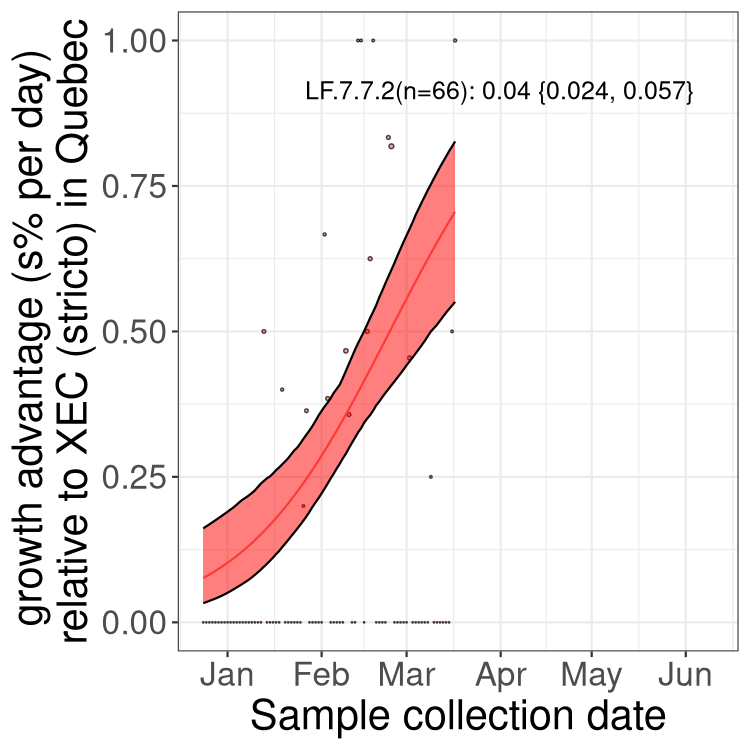 growth advantage (s% per day)
relative to XEC (stricto) in Quebec
1.00
0.75
0.50
0.25
0.00
LF.7.7.2(n=66): 0.04 {0.024, 0.057}
Jan Feb Mar Apr May Jun
Sample collection date